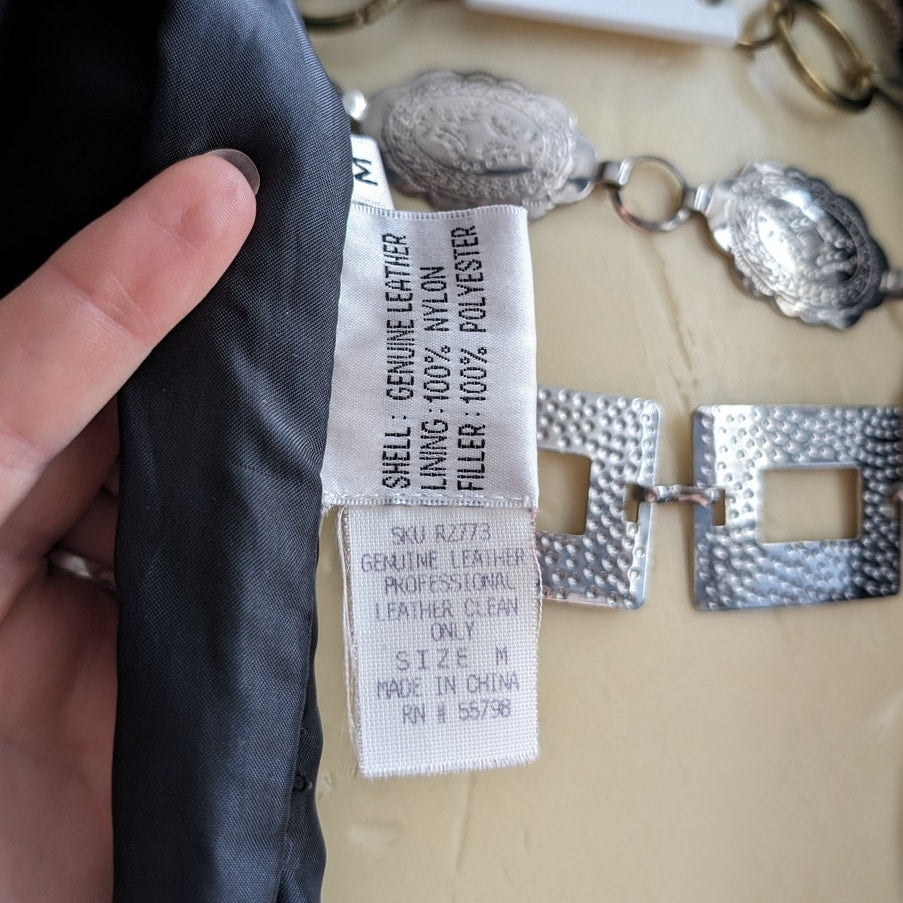 M
SHELL : GENUINE LEATHER
LINING : 100% NYLON
FILLER : 100% POLYESTER
SKU R2773
GENUINE LEATHER
PROFESSIONAL
LEATHER CLEAN
ONLY
SIZE M
MADE IN CHINA
RN # 55798